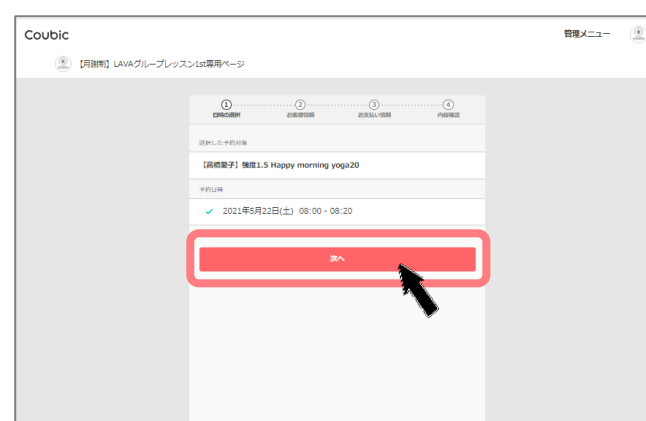 Coubic
管理メニュー
【月謝制】LAVAグループレッスン1st専用ページ
1 2 3 4
日時の選択 お客様情報 お支払い情報 内容確認
選択した予約対象
【高橋愛子】強度1.5 Happy morning yoga20
予約日時
2021年5月22日(土) 08:00 - 08:20
次へ